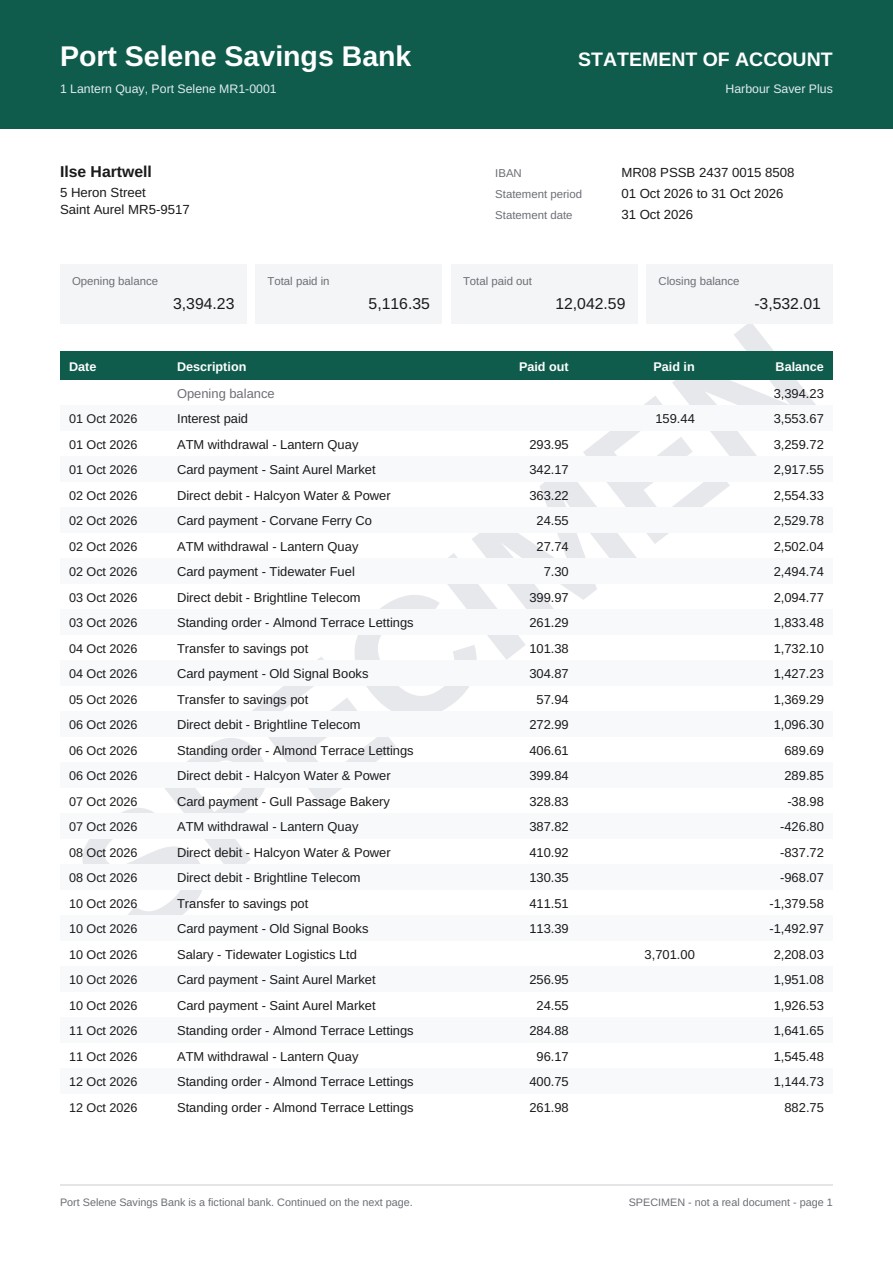 Port Selene Savings Bank
STATEMENT OF ACCOUNT
1 Lantern Quay, Port Selene MR1-0001
Harbour Saver Plus
Ilse Hartwell
5 Heron Street
Saint Aurel MR5-9517
IBAN MR08 PSSB 2437 0015 8508
Statement period 01 Oct 2026 to 31 Oct 2026
Statement date 31 Oct 2026
Opening balance Total paid in Total paid out Closing balance
3,394.23 5,116.35 12,042.59 -3,532.01
Date Description Paid out Paid in Balance
Opening balance 3,394.23
01 Oct 2026 Interest paid 159.44 3,553.67
01 Oct 2026 ATM withdrawal - Lantern Quay 293.95 3,259.72
01 Oct 2026 Card payment - Saint Aurel Market 342.17 2,917.55
02 Oct 2026 Direct debit - Halcyon Water & Power 363.22 2,554.33
02 Oct 2026 Card payment - Corvane Ferry Co 24.55 2,529.78
02 Oct 2026 ATM withdrawal - Lantern Quay 27.74 2,502.04
02 Oct 2026 Card payment - Tidewater Fuel 7.30 2,494.74
03 Oct 2026 Direct debit - Brightline Telecom 399.97 2,094.77
03 Oct 2026 Standing order - Almond Terrace Lettings 261.29 1,833.48
04 Oct 2026 Transfer to savings pot 101.38 1,732.10
04 Oct 2026 Card payment - Old Signal Books 304.87 1,427.23
05 Oct 2026 Transfer to savings pot 57.94 1,369.29
06 Oct 2026 Direct debit - Brightline Telecom 272.99 1,096.30
06 Oct 2026 Standing order - Almond Terrace Lettings 406.61 689.69
06 Oct 2026 Direct debit - Halcyon Water & Power 399.84 289.85
07 Oct 2026 Card payment - Gull Passage Bakery 328.83 -38.98
07 Oct 2026 ATM withdrawal - Lantern Quay 387.82 -426.80
08 Oct 2026 Direct debit - Halcyon Water & Power 410.92 -837.72
08 Oct 2026 Direct debit - Brightline Telecom 130.35 -968.07
10 Oct 2026 Transfer to savings pot 411.51 -1,379.58
10 Oct 2026 Card payment - Old Signal Books 113.39 -1,492.97
10 Oct 2026 Salary - Tidewater Logistics Ltd 3,701.00 2,208.03
10 Oct 2026 Card payment - Saint Aurel Market 256.95 1,951.08
10 Oct 2026 Card payment - Saint Aurel Market 24.55 1,926.53
11 Oct 2026 Standing order - Almond Terrace Lettings 284.88 1,641.65
11 Oct 2026 ATM withdrawal - Lantern Quay 96.17 1,545.48
12 Oct 2026 Standing order - Almond Terrace Lettings 400.75 1,144.73
12 Oct 2026 Standing order - Almond Terrace Lettings 261.98 882.75
SPECIMEN
Port Selene Savings Bank is a fictional bank. Continued on the next page.
SPECIMEN - not a real document - page 1